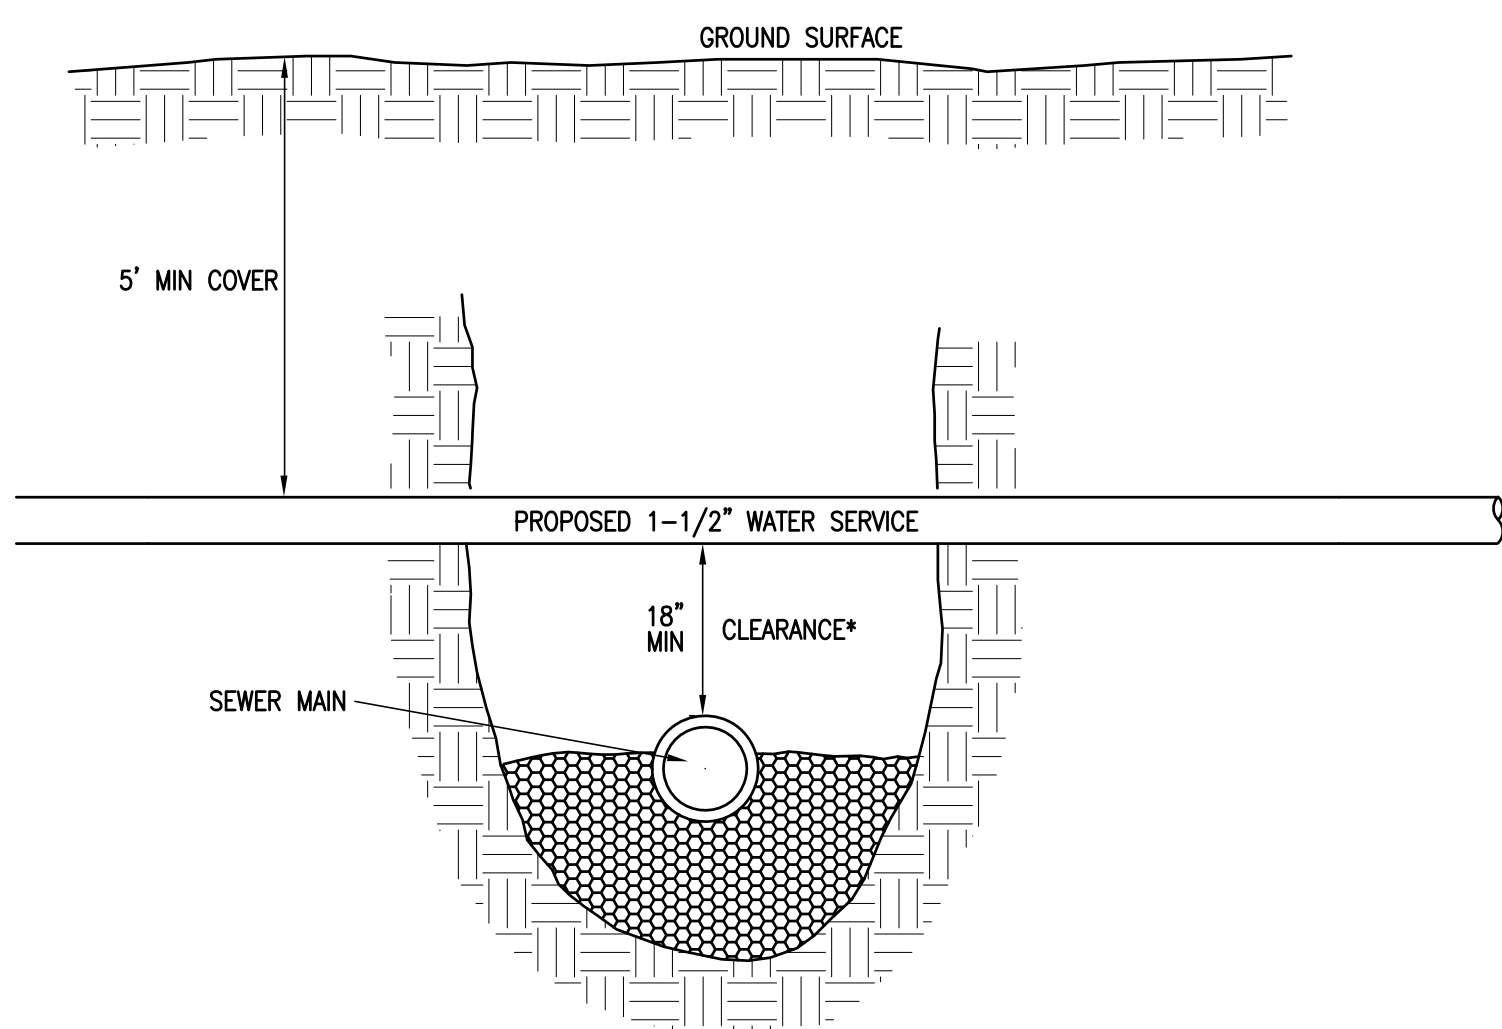 GROUND SURFACE
5' MIN COVER
PROPOSED 1-1/2" WATER SERVICE
18"
MIN
CLEARANCE*
SEWER MAIN